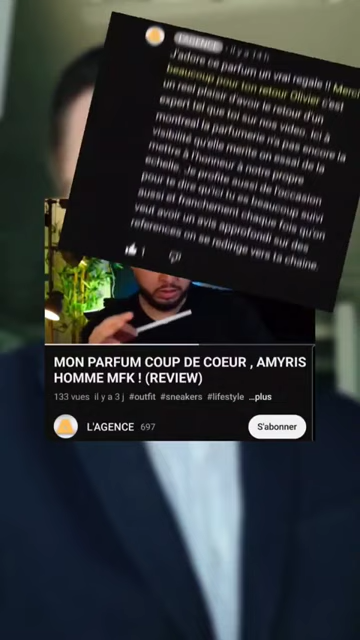 L'AGENCE · il y a 14 h
J'adore ce parfum un vrai regale !! Merci
beaucoup pour ton retour Olivier c'est
un reel plaisir d'avoir le retour d'un
expert tel que toi sur nos video. Ici à
montreal la parfumerie n'a pas encore la
visibilité qu'elle merite on essai de la
mettre à l'honneur à notre propre
echelle. Je profite aussi de l'occasion
pour te dire qu'ici tu es beaucoup suivi
aussi et franchement chaque fois qu'on
veut avoir un avis approfondi sur des
references on se redirige vers ta chaine.
1
MON PARFUM COUP DE COEUR , AMYRIS
HOMME MFK ! (REVIEW)
133 vues il y a 3 j #outfit #sneakers #lifestyle ...plus
L'AGENCE 697 S'abonner